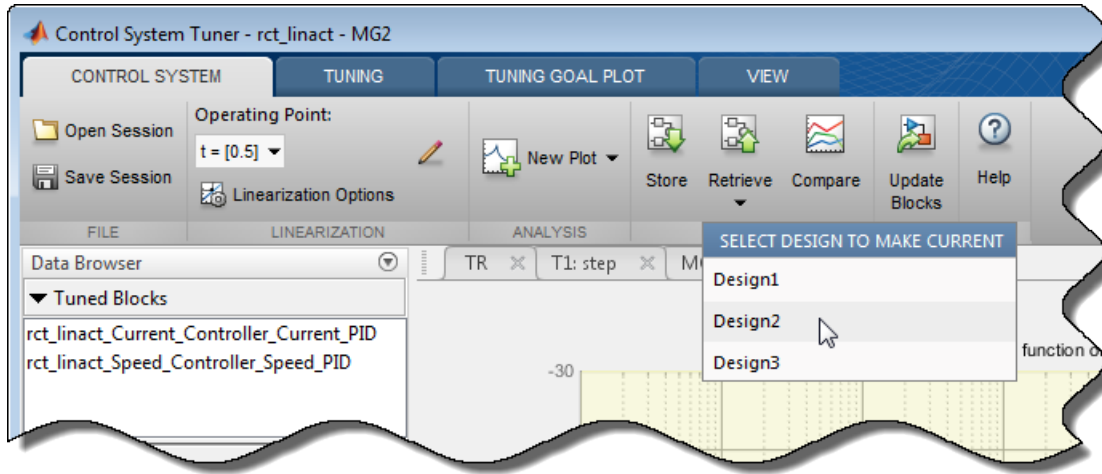 Control System Tuner - rct_linact - MG2
CONTROL SYSTEM TUNING TUNING GOAL PLOT VIEW
Open Session
Save Session
FILE
Operating Point:
t = [0.5]
Linearization Options
LINEARIZATION
New Plot
ANALYSIS
Store Retrieve Compare Update
Blocks
Help
SELECT DESIGN TO MAKE CURRENT
Design1
Design2
Design3
Data Browser
Tuned Blocks
rct_linact_Current_Controller_Current_PID
rct_linact_Speed_Controller_Speed_PID
TR T1: step
function
-30